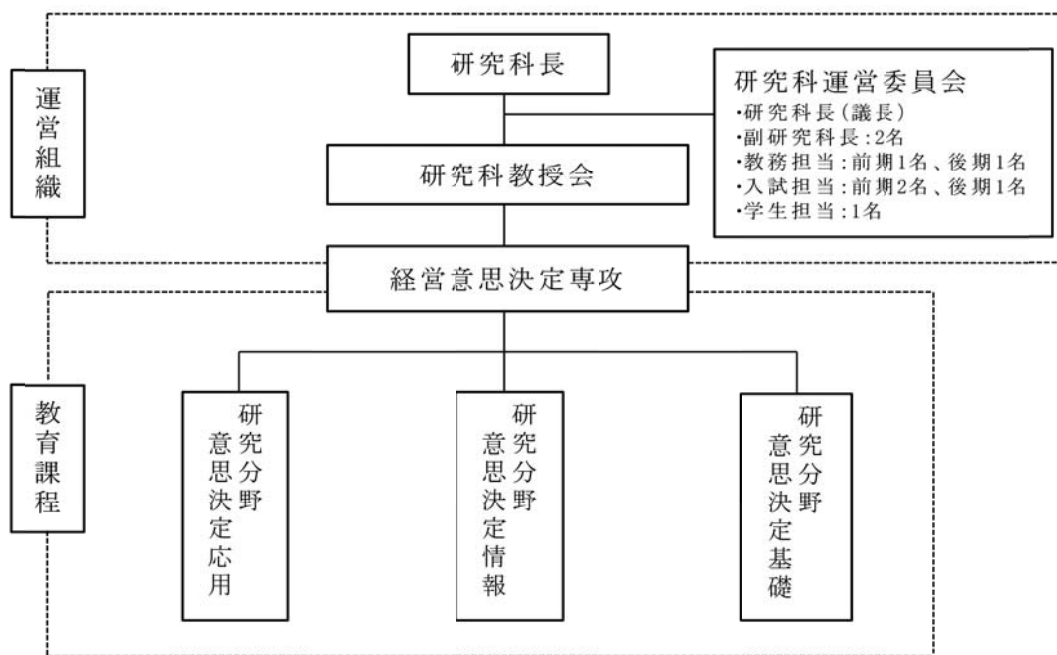 運営組織
研究科長
研究科運営委員会
・研究科長(議長)
・副研究科長:2名
・教務担当:前期1名、後期1名
・入試担当:前期2名、後期1名
・学生担当:1名
研究科教授会
経営意思決定専攻
教育課程
研究分野
意思決定応用
研究分野
意思決定情報
研究分野
意思決定基礎